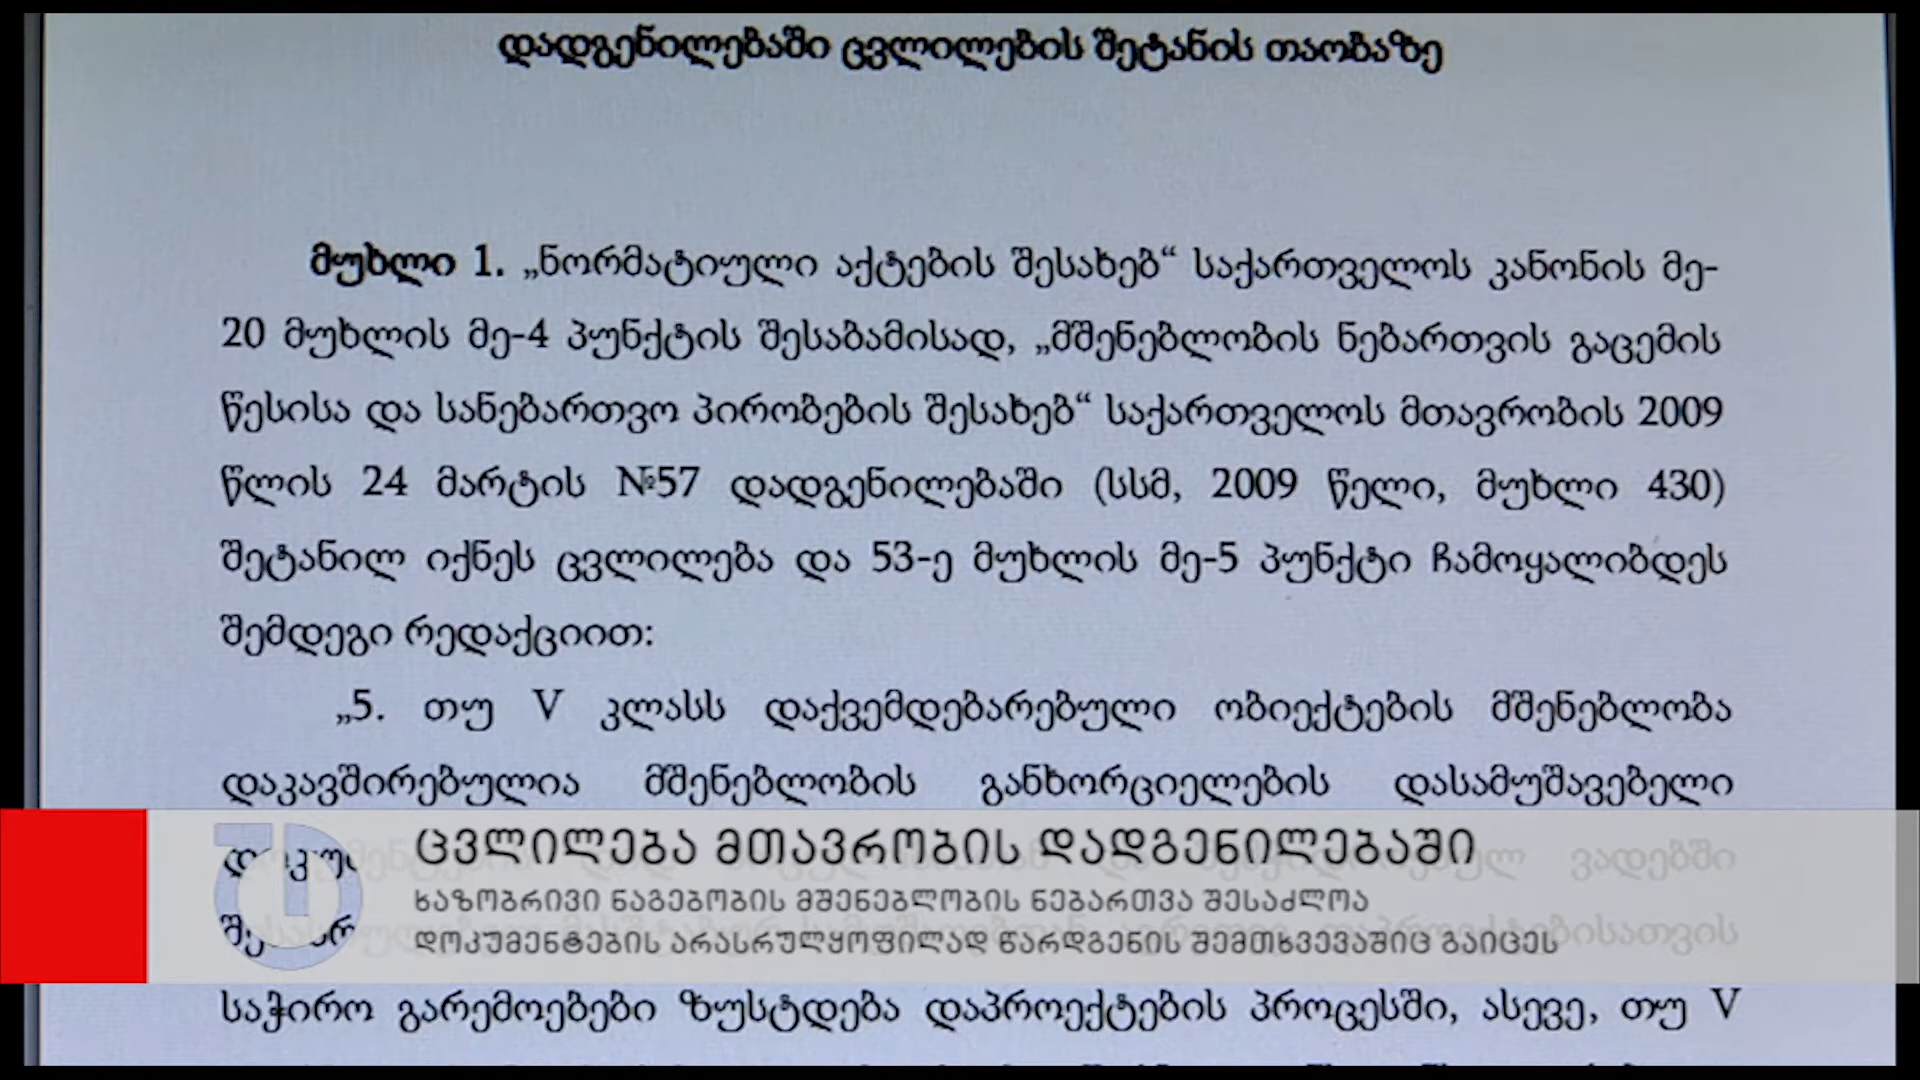 დადგენილებაში ცვლილების შეტანის თაობაზე
მუხლი 1. „ნორმატიული აქტების შესახებ“ საქართველოს კანონის მე-
20 მუხლის მე-4 პუნქტის შესაბამისად, „მშენებლობის ნებართვის გაცემის
წესისა და სანებართვო პირობების შესახებ“ საქართველოს მთავრობის 2009
წლის 24 მარტის №57 დადგენილებაში (სსმ, 2009 წელი, მუხლი 430)
შეტანილ იქნეს ცვლილება და 53-ე მუხლის მე-5 პუნქტი ჩამოყალიბდეს
შემდეგი რედაქციით:
„5. თუ V კლასს დაქვემდებარებული ობიექტების მშენებლობა
დაკავშირებულია მშენებლობის განხორციელების დასამუშავებელი
ვადებში
ცვლილება მთავრობის დადგენილებაში
ხაზობრივი ნაგებობის მშენებლობის ნებართვა შესაძლოა
დოკუმენტების არასრულყოფილად წარდგენის შემთხვევაშიც გაიცეს
საჭირო გარემოებები ზუსტდება დაპროექტების პროცესში, ასევე, თუ V